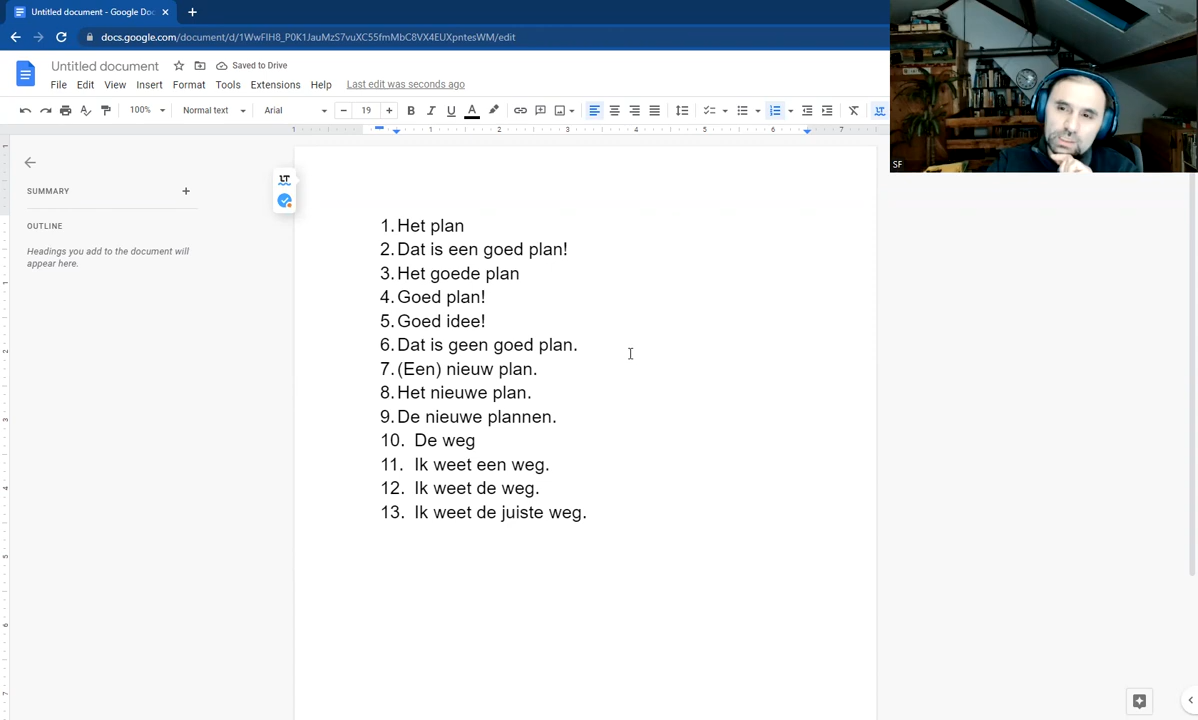 Untitled document - Google Doc
docs.google.com/document/d/1WwFIH8_P0K1JauMzS7vuXC55fmMbC8VX4EUXpntesWM/edit
Untitled document
Saved to Drive
File Edit View Insert Format Tools Extensions Help Last edit was seconds ago
100% Normal text Arial 19
SF
SUMMARY
OUTLINE
Headings you add to the document will
appear here.
1. Het plan
2. Dat is een goed plan!
3. Het goede plan
4. Goed plan!
5. Goed idee!
6. Dat is geen goed plan.
7. (Een) nieuw plan.
8. Het nieuwe plan.
9. De nieuwe plannen.
10. De weg
11. Ik weet een weg.
12. Ik weet de weg.
13. Ik weet de juiste weg.